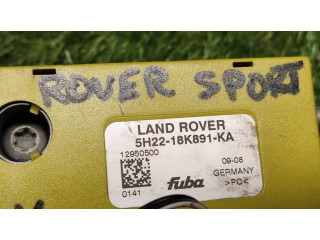 ROVER SPORT
LAND ROVER
5H22-18K891-KA
12950500
09-08
GERMANY
fuba
0141
>PC<